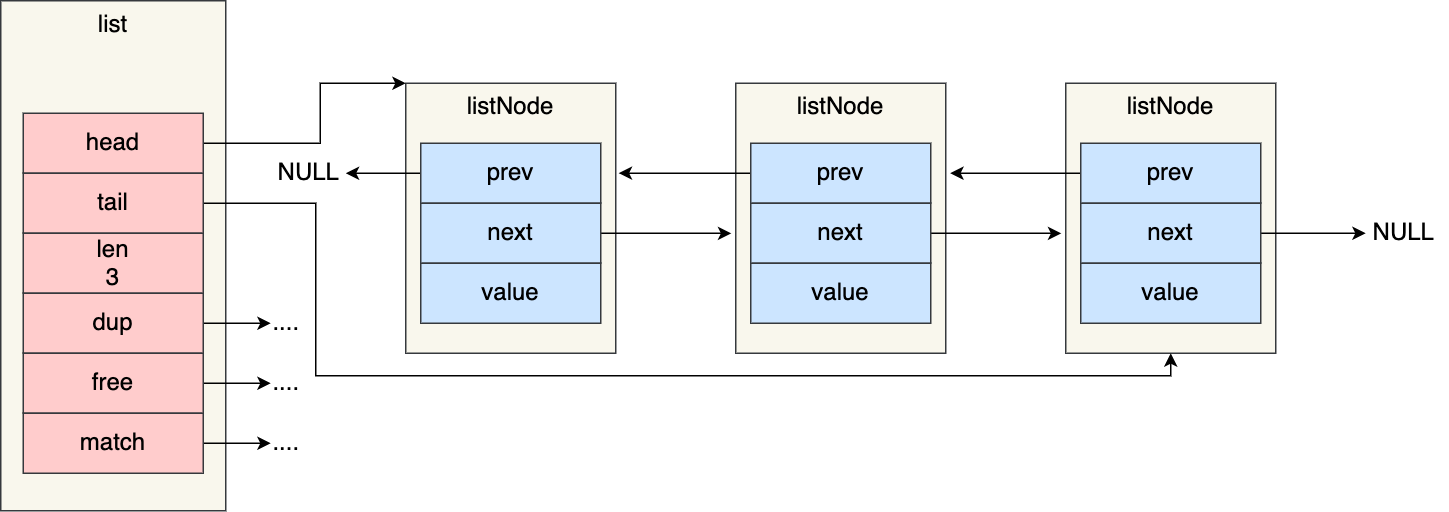 list
head
tail
len
3
dup
....
free
....
match
....
NULL
listNode
prev
next
value
listNode
prev
next
value
listNode
prev
next
value
NULL